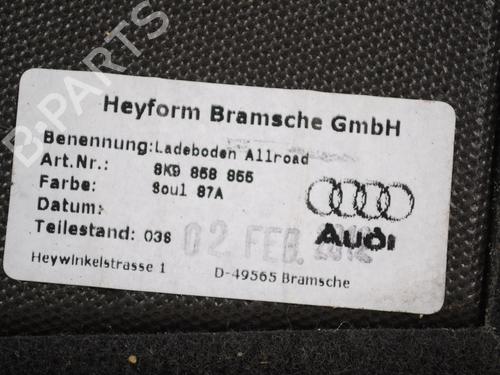 B-PARTS
Heyform Bramsche GmbH
Benennung: Ladeboden Allroad
Art.Nr.: 8K9 858 855
Farbe: Soul 87A
Datum: 02 FEB. 2012
Teilestand: 036
Audi
Heywinkelstrasse 1 D-49565 Bramsche